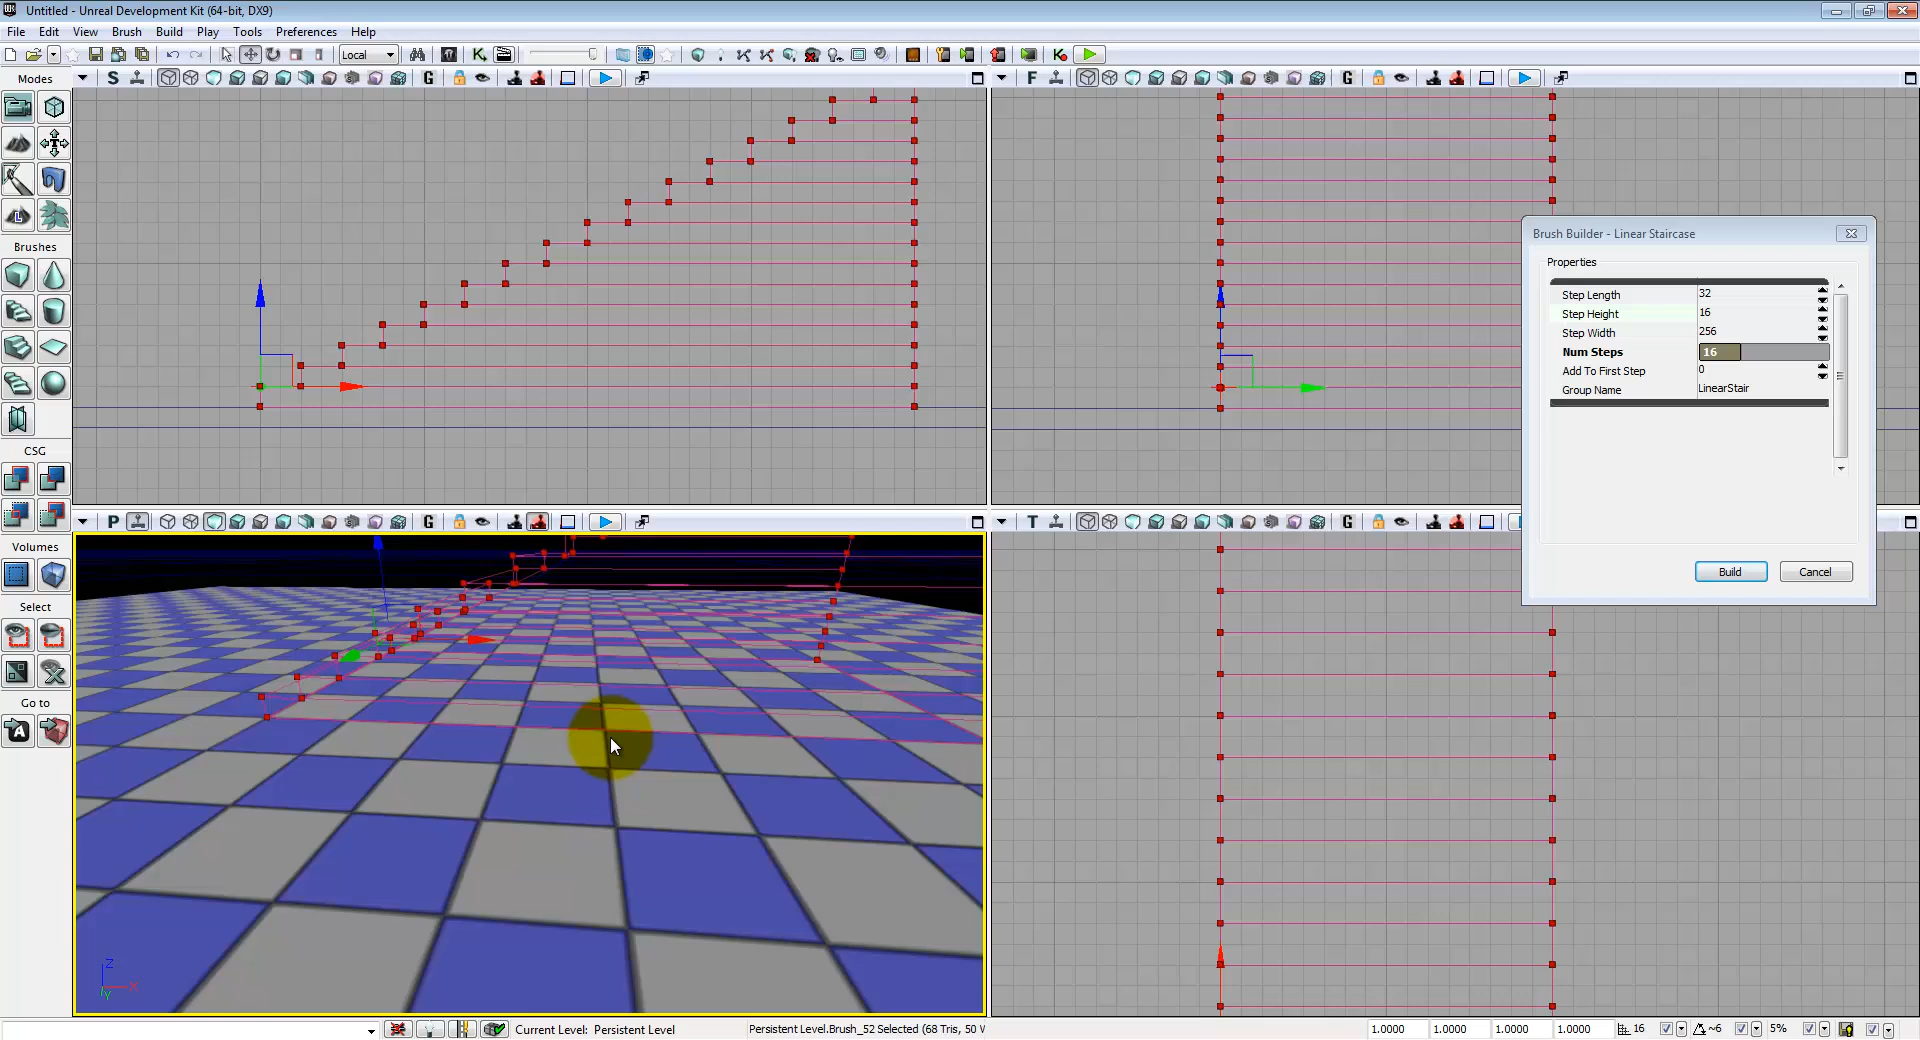 Untitled - Unreal Development Kit (64-bit, DX9)
File Edit View Brush Build Play Tools Preferences Help
Local
Modes
S
G
F
G
Brushes
Brush Builder - Linear Staircase
Properties
Step Length 32
Step Height 16
Step Width 256
Num Steps 16
Add To First Step 0
Group Name LinearStair
Build Cancel
CSG
P
G
T
G
Volumes
Select
Go to
Z
X
Y
Current Level: Persistent Level
Persistent Level.Brush_52 Selected (68 Tris, 50 V
1.0000 1.0000 1.0000 1.0000 16 ~6 5%